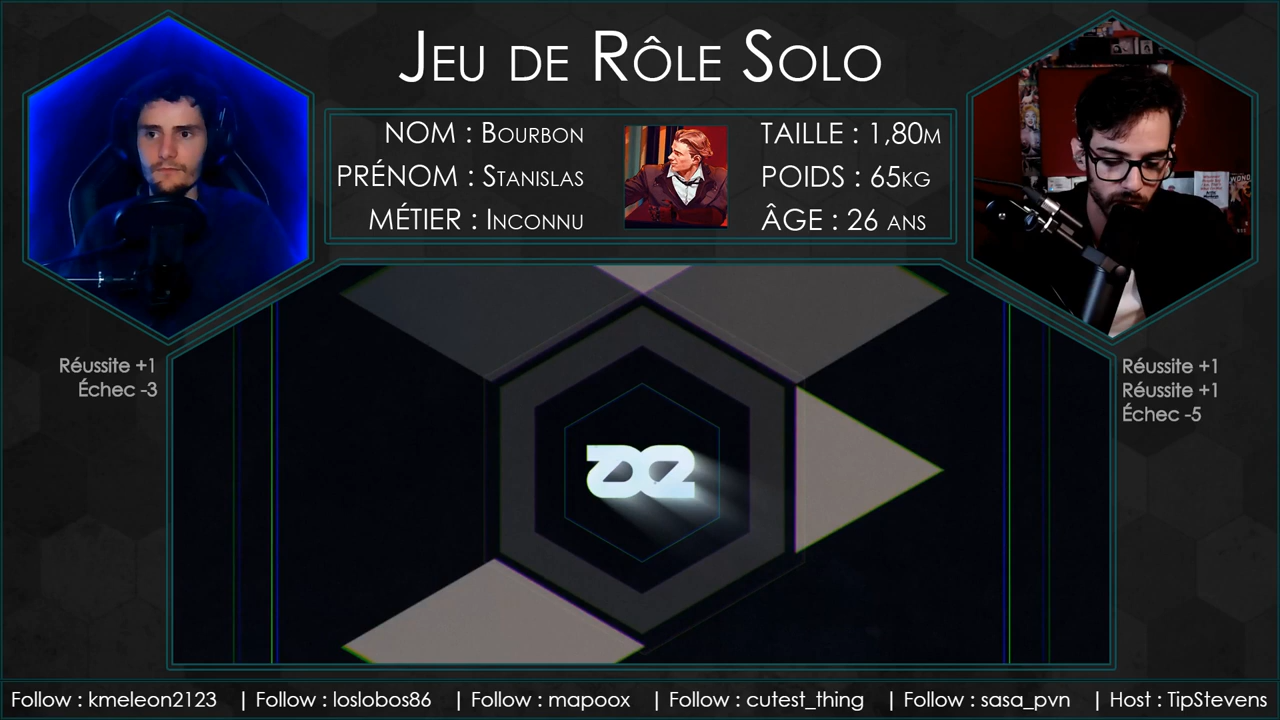 Jeu de Rôle Solo
NOM : Bourbon
PRÉNOM : Stanislas
MÉTIER : Inconnu
TAILLE : 1,80m
POIDS : 65kg
ÂGE : 26 ans
Réussite +1
Échec -3
Réussite +1
Réussite +1
Échec -5
Follow : kmeleon2123 | Follow : loslobos86 | Follow : mapoox | Follow : cutest_thing | Follow : sasa_pvn | Host : TipStevens